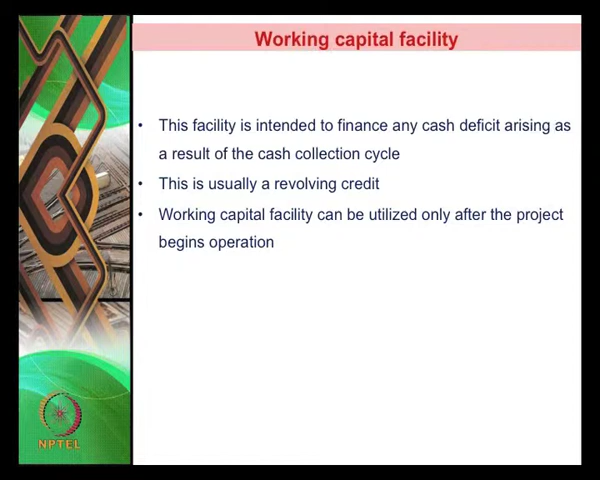 Working capital facility
• This facility is intended to finance any cash deficit arising as
a result of the cash collection cycle
• This is usually a revolving credit
• Working capital facility can be utilized only after the project
begins operation
NPTEL